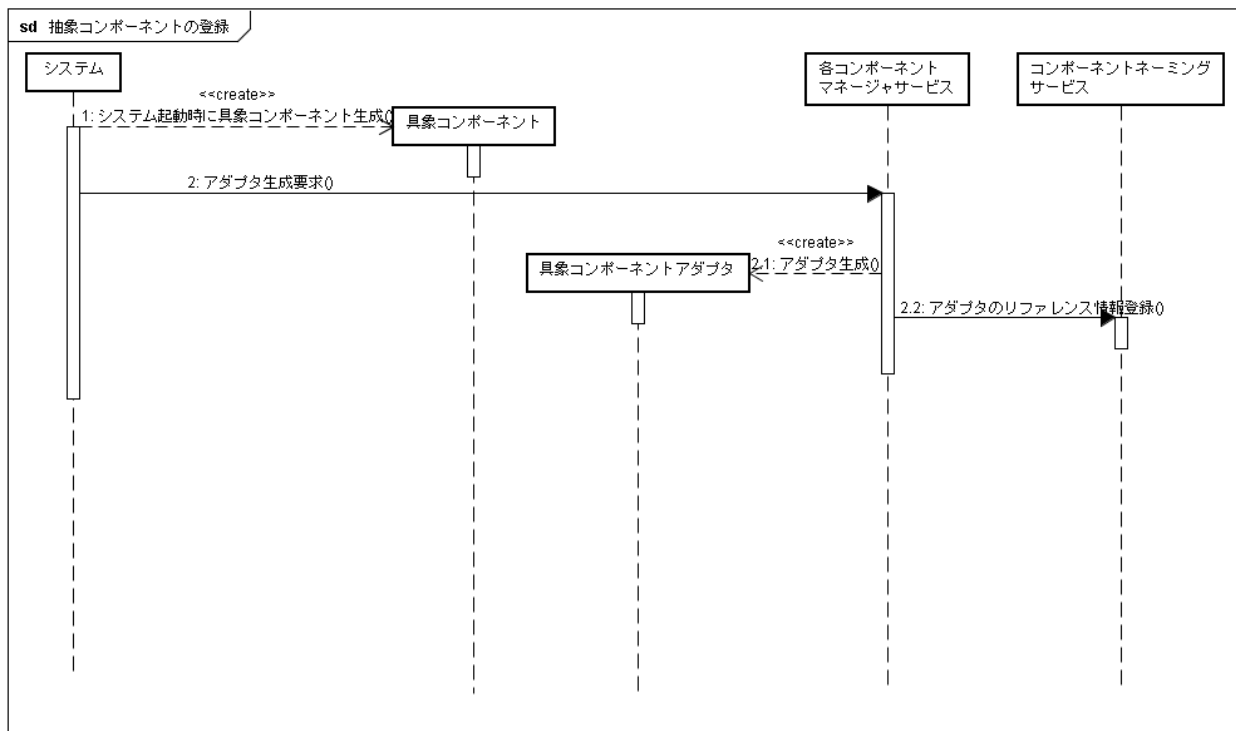 sd 抽象コンポーネントの登録
システム
各コンポーネント
マネージャサービス
コンポーネントネーミング
サービス
<<create>>
1: システム起動時に具象コンポーネント生成()
具象コンポーネント
2: アダプタ生成要求()
<<create>>
2.1: アダプタ生成()
具象コンポーネントアダプタ
2.2: アダプタのリファレンス情報登録()